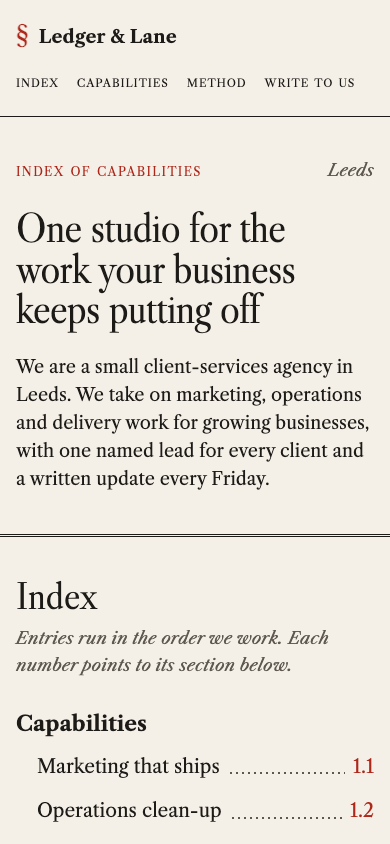 § Ledger & Lane
INDEX CAPABILITIES METHOD WRITE TO US
INDEX OF CAPABILITIES Leeds
One studio for the
work your business
keeps putting off
We are a small client-services agency in
Leeds. We take on marketing, operations
and delivery work for growing businesses,
with one named lead for every client and
a written update every Friday.
Index
Entries run in the order we work. Each
number points to its section below.
Capabilities
Marketing that ships ........................ 1.1
Operations clean-up ........................ 1.2